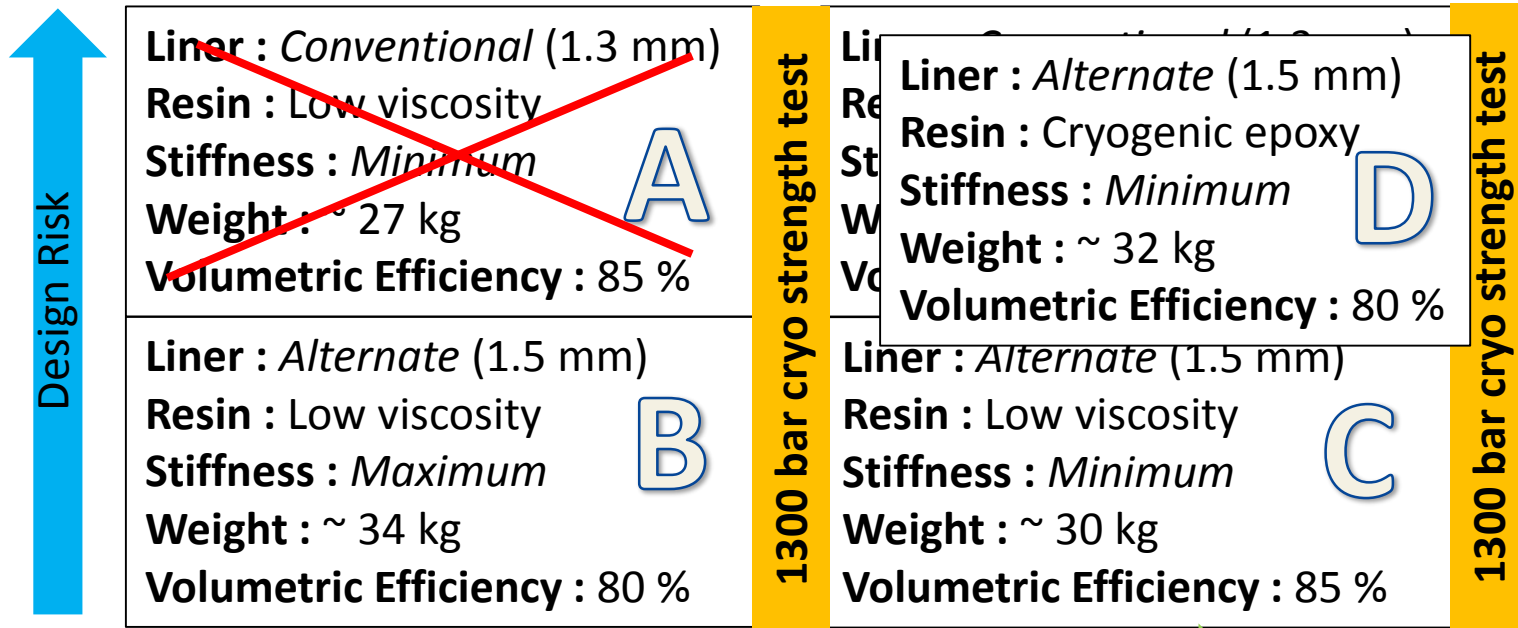 Design Risk
Liner : Conventional (1.3 mm)
Resin : Low viscosity
Stiffness : Minimum
Weight : ~ 27 kg
Volumetric Efficiency : 85 %
A
Liner : Alternate (1.5 mm)
Resin : Low viscosity
Stiffness : Maximum
Weight : ~ 34 kg
Volumetric Efficiency : 80 %
B
1300 bar cryo strength test
Liner : Alternate (1.5 mm)
Resin : Cryogenic epoxy
Stiffness : Minimum
Weight : ~ 32 kg
Volumetric Efficiency : 80 %
D
Liner : Alternate (1.5 mm)
Resin : Low viscosity
Stiffness : Minimum
Weight : ~ 30 kg
Volumetric Efficiency : 85 %
C
1300 bar cryo strength test